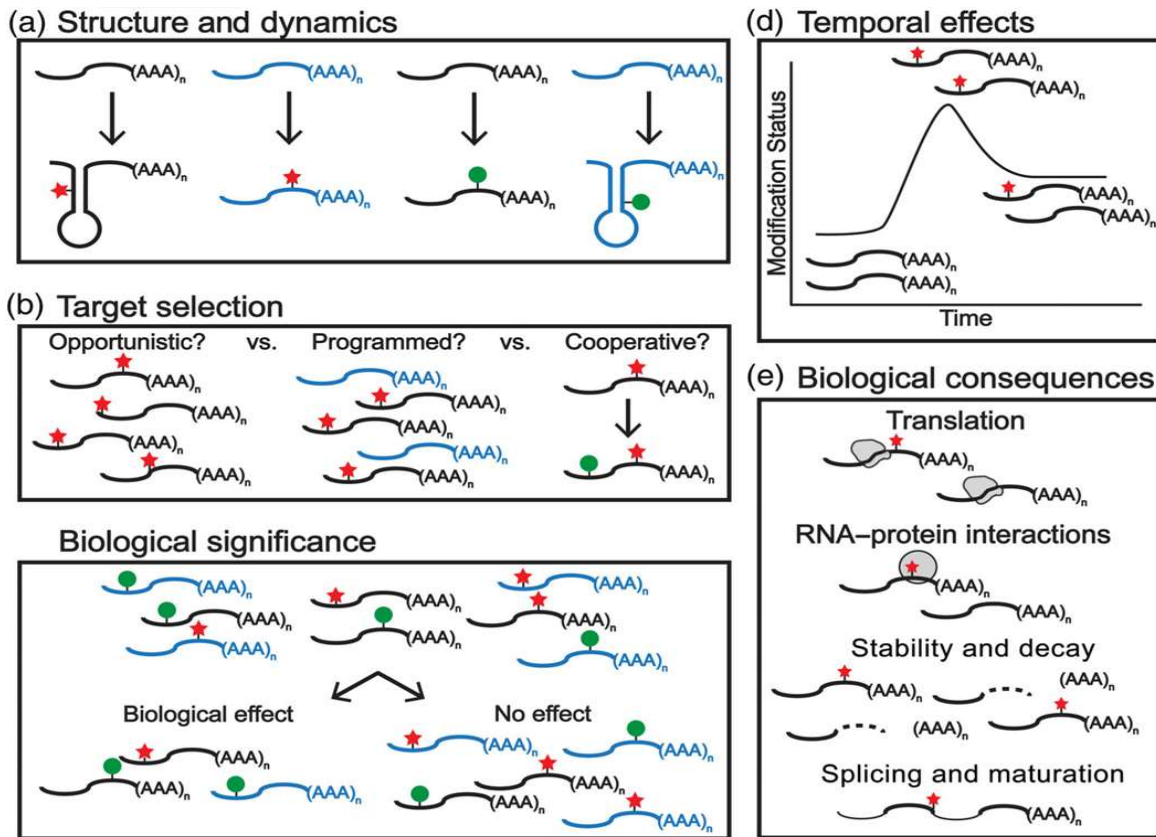 (a) Structure and dynamics
(AAA)n (AAA)n (AAA)n (AAA)n
(AAA)n (AAA)n
(AAA)n (AAA)n
(b) Target selection
Opportunistic? vs. Programmed? vs. Cooperative?
(AAA)n
(AAA)n
(AAA)n
(AAA)n
(AAA)n
(AAA)n
(AAA)n
(AAA)n
(AAA)n
(AAA)n
(AAA)n
Biological significance
(AAA)n
(AAA)n
(AAA)n
(AAA)n
(AAA)n
(AAA)n
(AAA)n
(AAA)n
Biological effect No effect
(AAA)n
(AAA)n
(AAA)n
(AAA)n
(AAA)n
(AAA)n
(AAA)n
(AAA)n
(d) Temporal effects
Modification Status
(AAA)n
(AAA)n
(AAA)n
(AAA)n
(AAA)n
(AAA)n
Time
(e) Biological consequences
Translation
(AAA)n
(AAA)n
RNA–protein interactions
(AAA)n
(AAA)n
Stability and decay
(AAA)n (AAA)n
(AAA)n (AAA)n
Splicing and maturation
(AAA)n